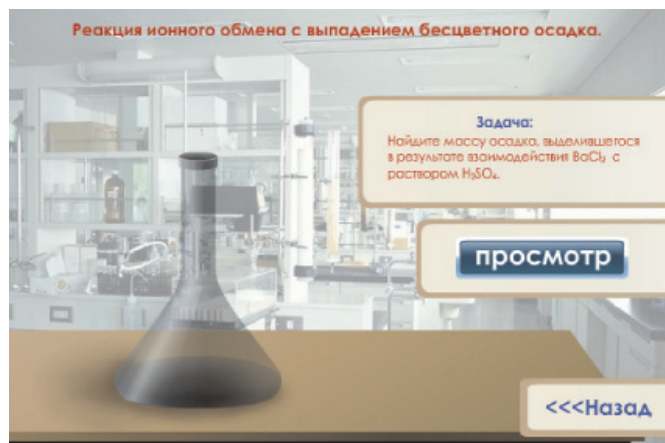 Реакция ионного обмена с выпадением бесцветного осадка.
Задача:
Найдите массу осадка, выделившегося
в результате взаимодействия BaCl₂ с
раствором H₂SO₄.
просмотр
<<<Назад